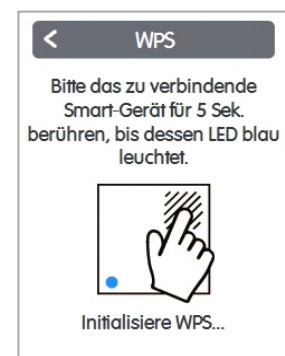 WPS
Bitte das zu verbindende
Smart-Gerät für 5 Sek.
berühren, bis dessen LED blau
leuchtet.
Initialisiere WPS...